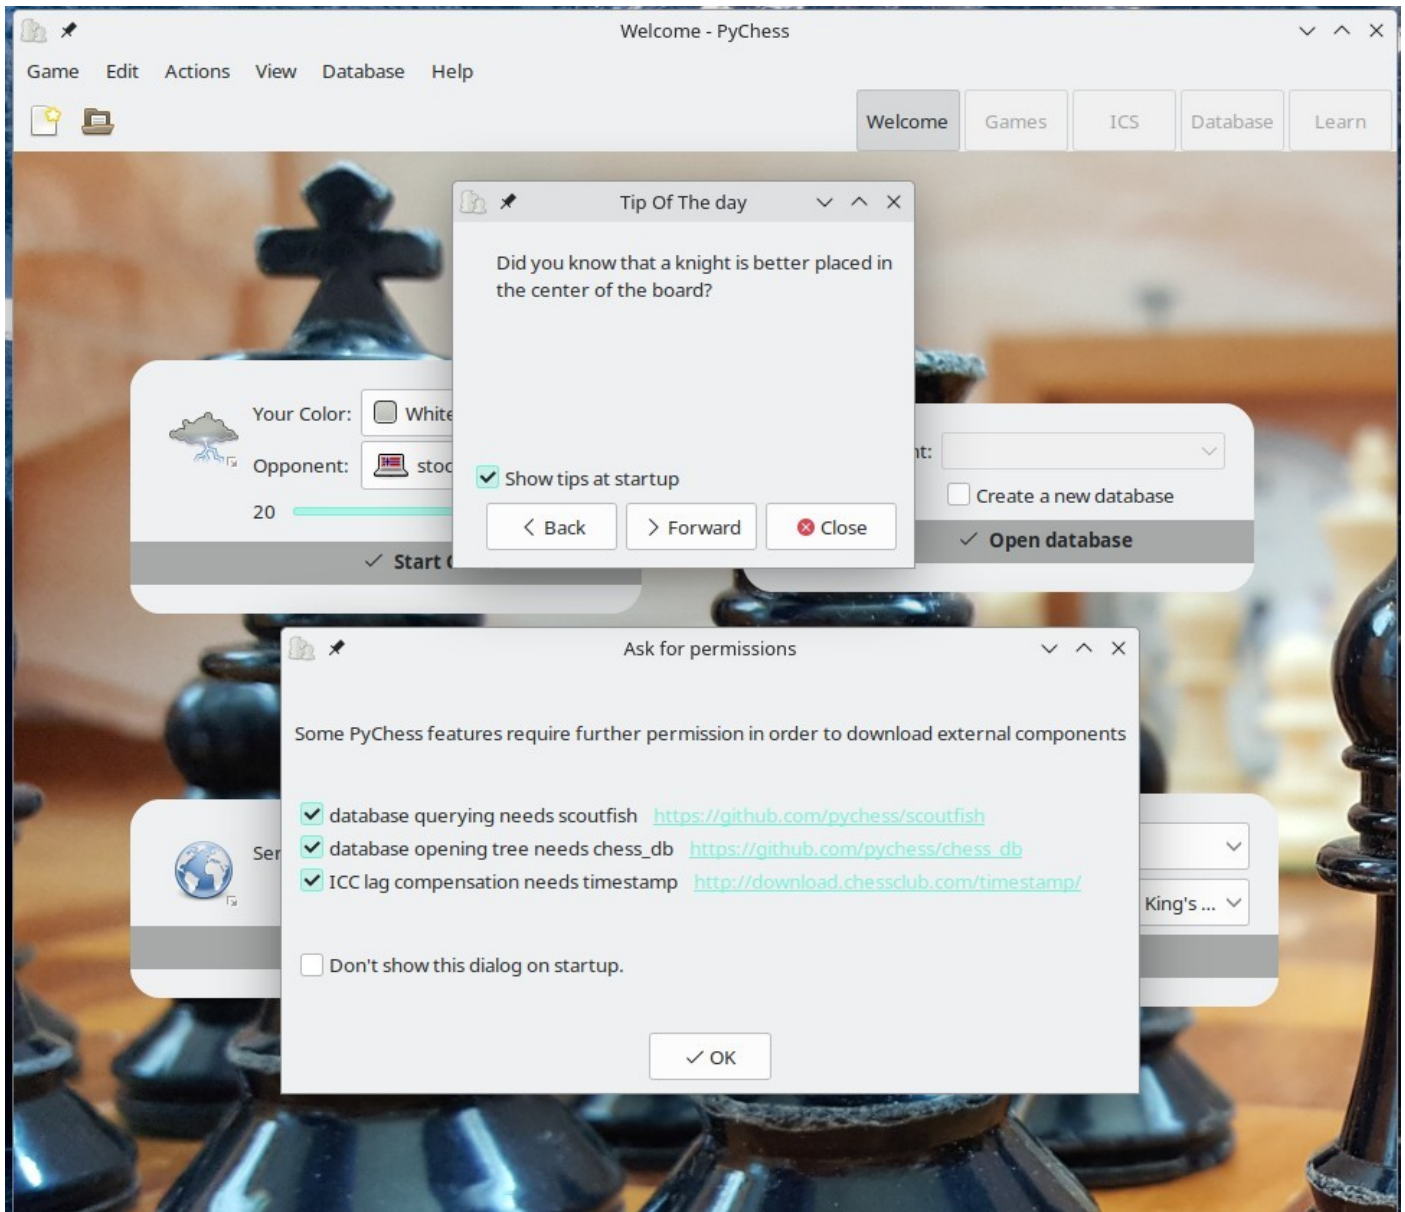 Welcome - PyChess
Game Edit Actions View Database Help
Welcome Games ICS Database Learn
Tip Of The day
Did you know that a knight is better placed in
the center of the board?
Show tips at startup
Back Forward Close
Your Color: White
Opponent:
20
Start
Create a new database
Open database
Ask for permissions
Some PyChess features require further permission in order to download external components
database querying needs scoutfish https://github.com/pychess/scoutfish
database opening tree needs chess_db https://github.com/pychess/chess_db
ICC lag compensation needs timestamp http://download.chessclub.com/timestamp/
Don't show this dialog on startup.
OK
King's ...